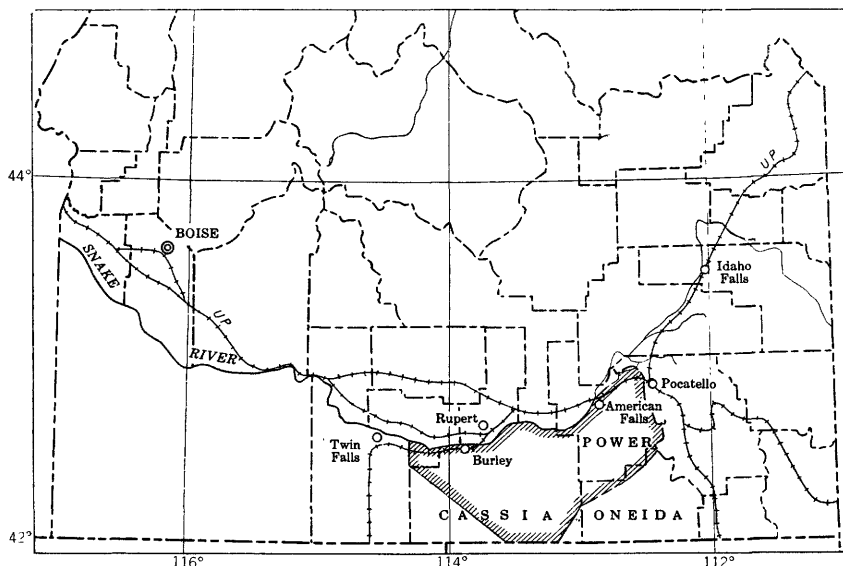 44°
UP
BOISE
SNAKE
RIVER
UP
Idaho
Falls
Pocatello
American
Falls
Rupert
POWER
Twin
Falls
Burley
CASSIA
ONEIDA
42°
116°
114°
112°